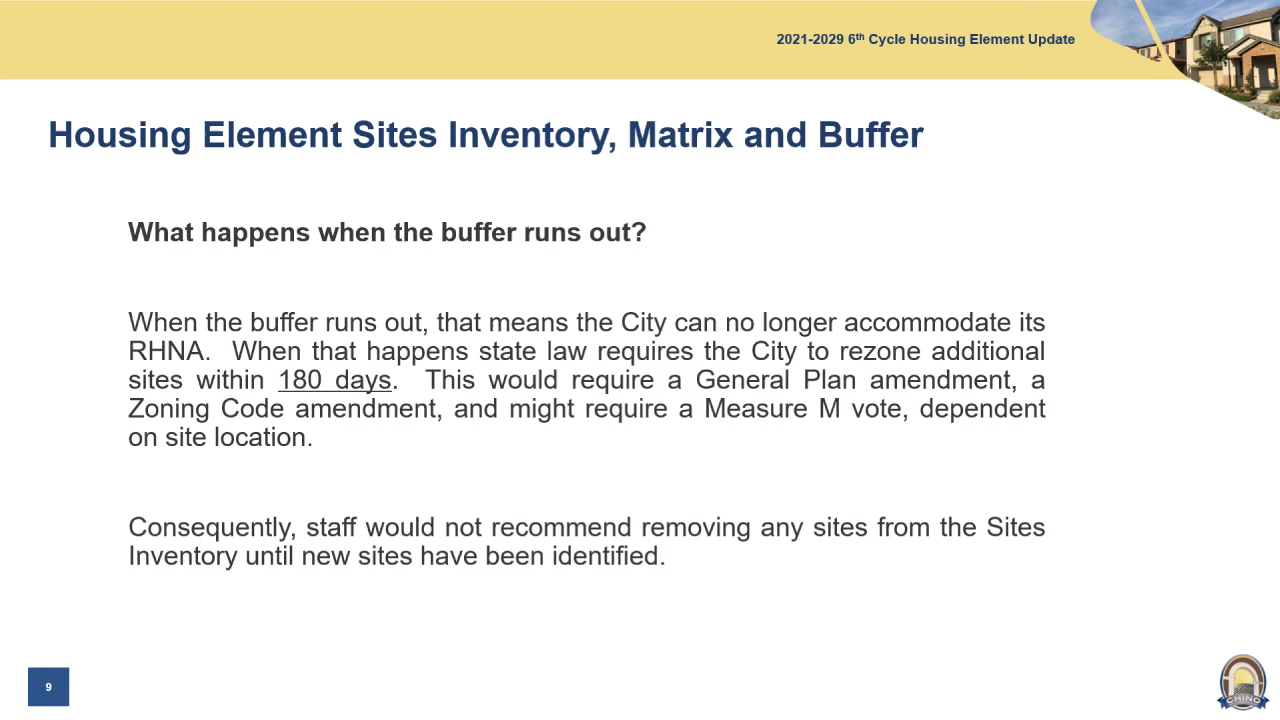 2021-2029 6th Cycle Housing Element Update
Housing Element Sites Inventory, Matrix and Buffer
What happens when the buffer runs out?
When the buffer runs out, that means the City can no longer accommodate its
RHNA. When that happens state law requires the City to rezone additional
sites within 180 days. This would require a General Plan amendment, a
Zoning Code amendment, and might require a Measure M vote, dependent
on site location.
Consequently, staff would not recommend removing any sites from the Sites
Inventory until new sites have been identified.
9
CHINO